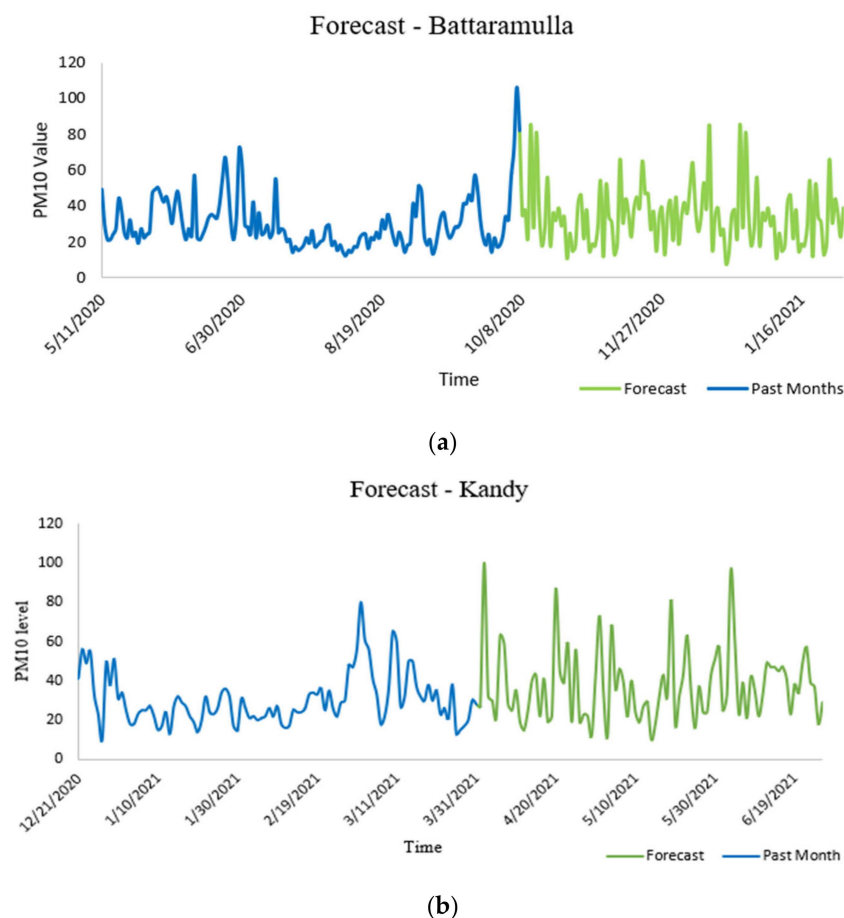 Forecast - Battaramulla
120
100
80
60
40
20
0
PM10 Value
5/11/2020
6/30/2020
8/19/2020
10/8/2020
11/27/2020
1/16/2021
Time
Forecast
Past Months
(a)
Forecast - Kandy
120
100
80
60
40
20
0
PM10 level
12/21/2020
1/10/2021
1/30/2021
2/19/2021
3/11/2021
3/31/2021
4/20/2021
5/10/2021
5/30/2021
6/19/2021
Time
Forecast
Past Month
(b)